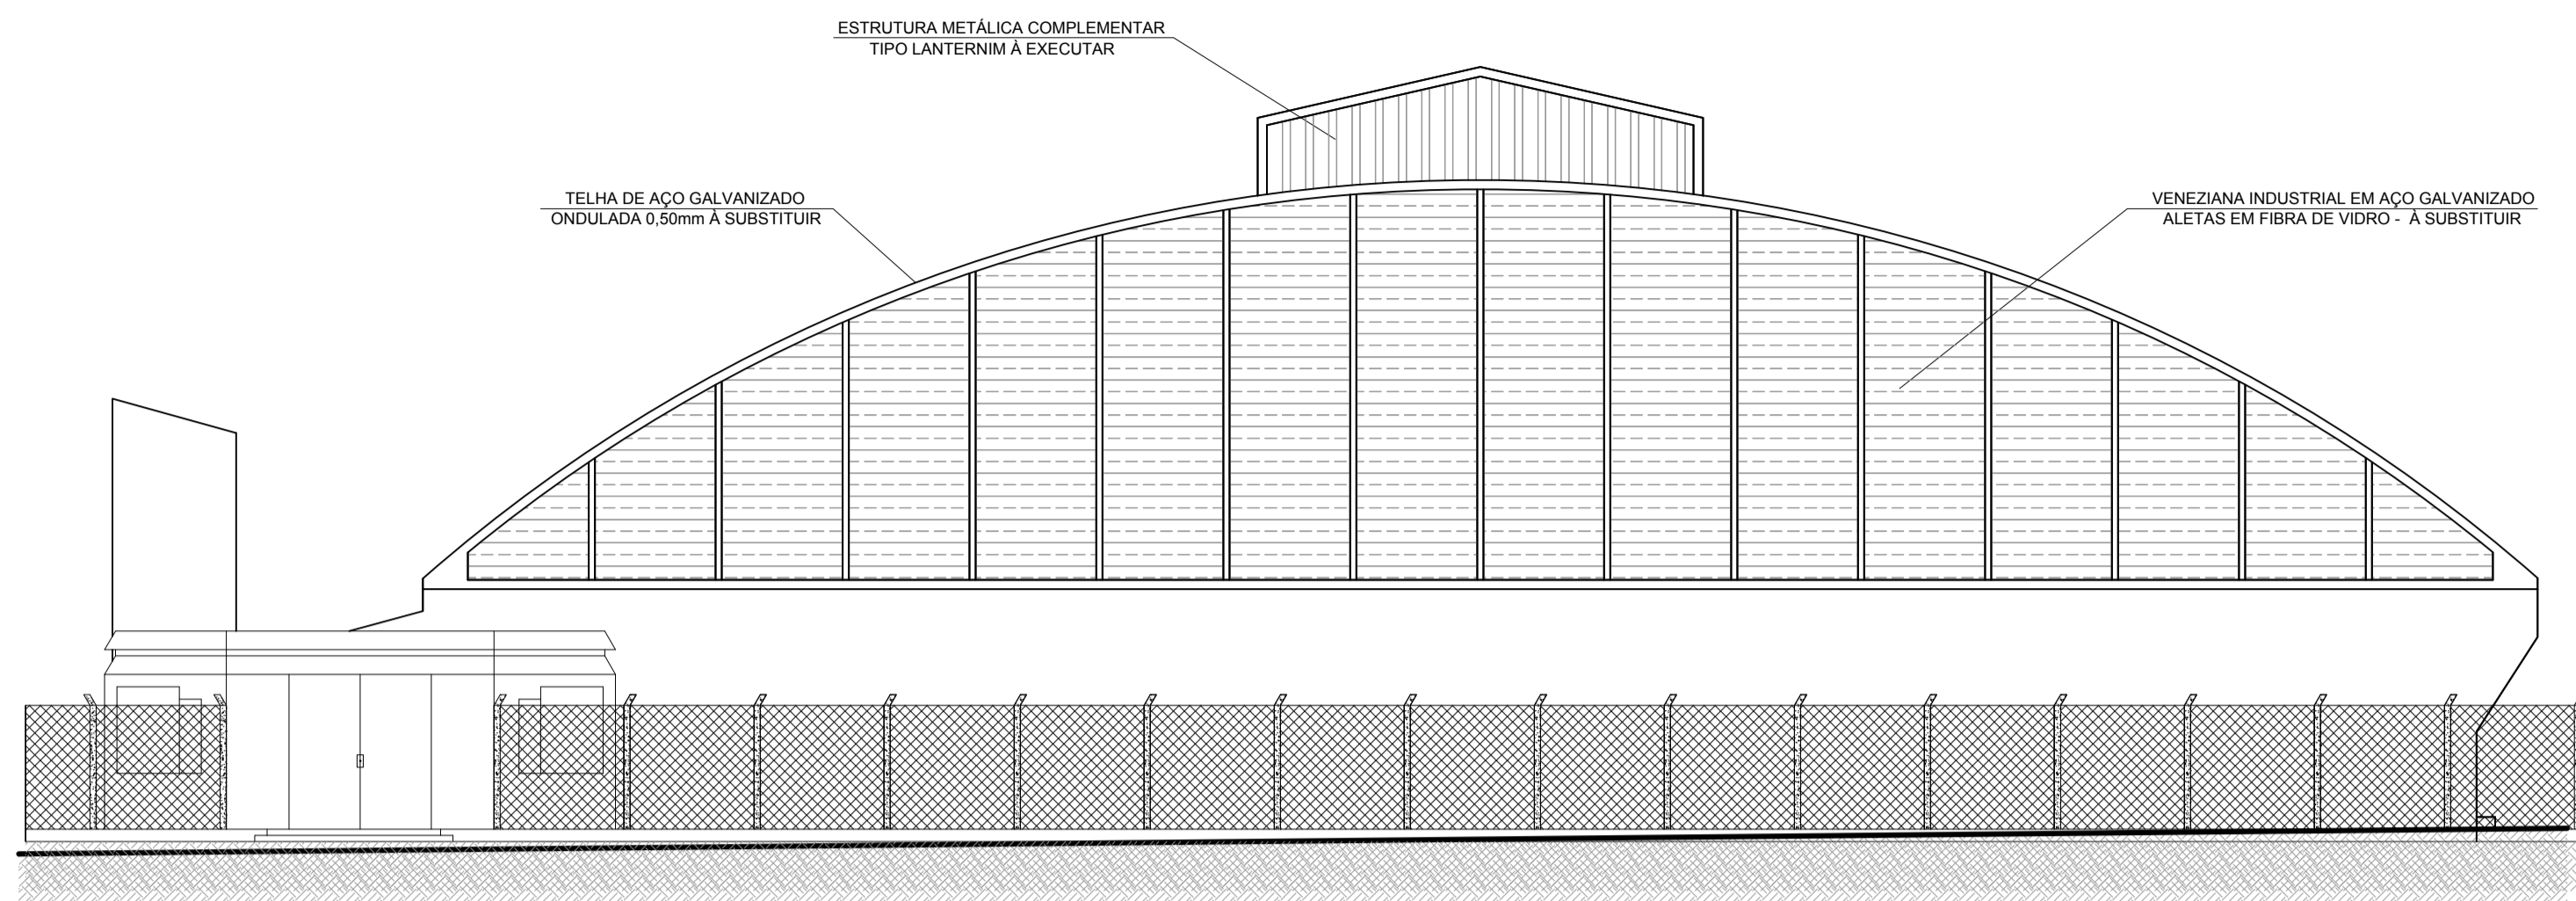 ESTRUTURA METÁLICA COMPLEMENTAR
TIPO LANTERNIM À EXECUTAR
TELHA DE AÇO GALVANIZADO
ONDULADA 0,50mm À SUBSTITUIR
VENEZIANA INDUSTRIAL EM AÇO GALVANIZADO
ALETAS EM FIBRA DE VIDRO - À SUBSTITUIR